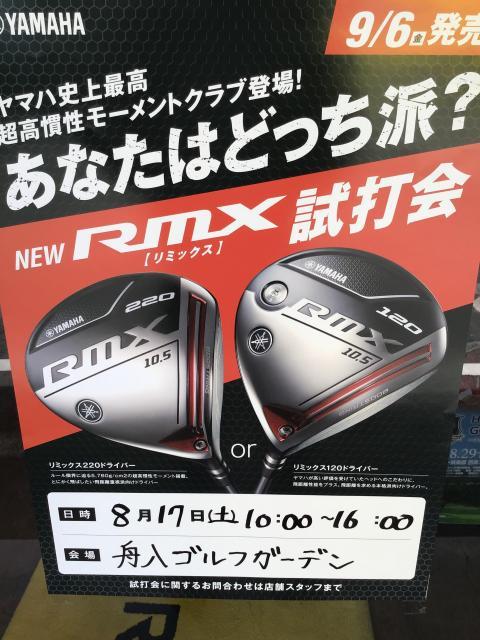 YAMAHA
9/6金発売
ヤマハ史上最高
超高慣性モーメントクラブ登場!
あなたはどっち派?
NEW RMX 試打会
[リミックス]
220
YAMAHA
RMX
10.5
YAMAHA
120
RMX
10.5
or
リミックス220ドライバー
リミックス120ドライバー
日時 8月17日(土) 10:00~16:00
会場 舟入ゴルフガーデン
試打会に関するお問合わせは店舗スタッフまで